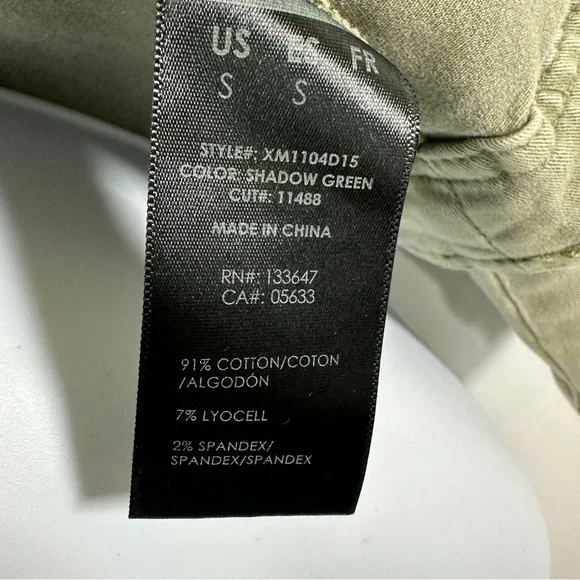 US ES FR
S S
STYLE#: XM1104D15
COLOR: SHADOW GREEN
CUT#: 11488
MADE IN CHINA
RN#: 133647
CA#: 05633
91% COTTON/COTON
/ALGODÓN
7% LYOCELL
2% SPANDEX/
SPANDEX/SPANDEX